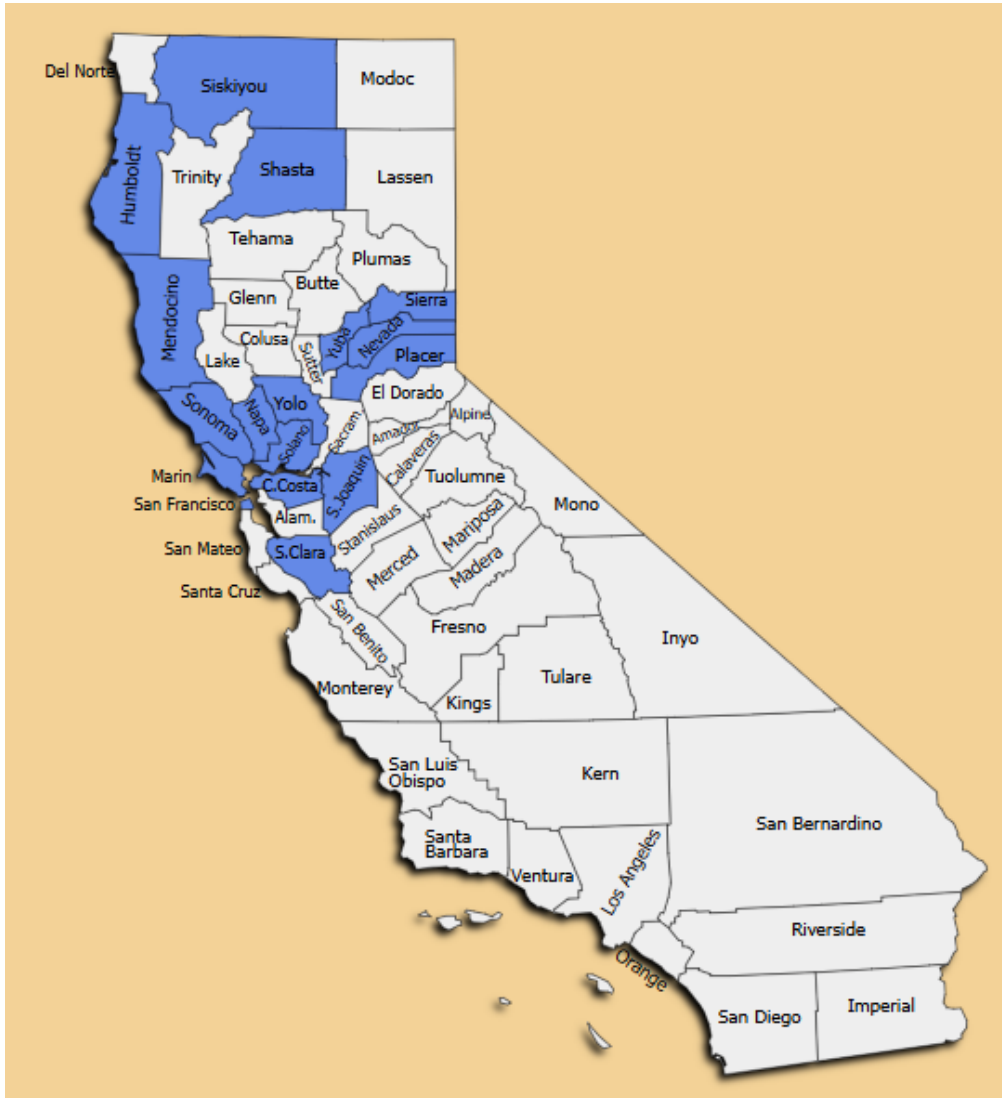 Del Norte
Siskiyou
Modoc
Humboldt
Trinity
Shasta
Lassen
Tehama
Plumas
Mendocino
Glenn
Butte
Sierra
Yuba
Nevada
Colusa
Lake
Sutter
Placer
Sonoma
Napa
Yolo
El Dorado
Solano
Sacram.
Amador
Alpine
Calaveras
Marin
C.Costa
S.Joaquin
Tuolumne
San Francisco
Alam.
Stanislaus
Mono
San Mateo
S.Clara
Mariposa
Merced
Madera
Santa Cruz
San Benito
Fresno
Inyo
Monterey
Kings
Tulare
San Luis
Obispo
Kern
San Bernardino
Santa
Barbara
Ventura
Los Angeles
Riverside
Orange
San Diego
Imperial